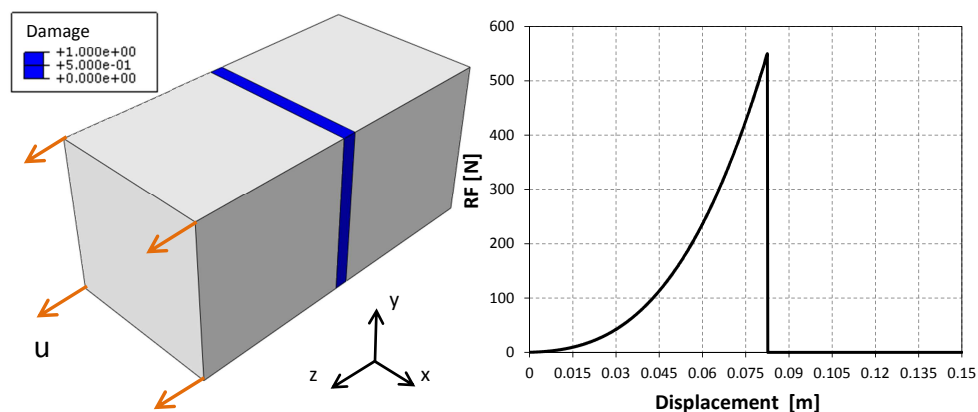 Damage
+1.000e+00
+5.000e-01
+0.000e+00
u
y
z
x
RF [N]
600
500
400
300
200
100
0
0 0.015 0.03 0.045 0.06 0.075 0.09 0.105 0.12 0.135 0.15
Displacement [m]